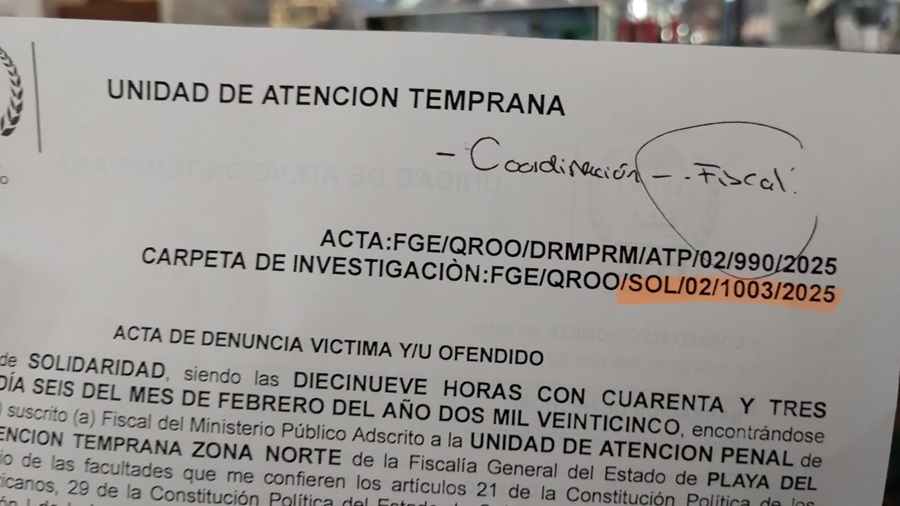 UNIDAD DE ATENCION TEMPRANA
- Coordinación - Fiscal
ACTA:FGE/QROO/DRMPRM/ATP/02/990/2025
CARPETA DE INVESTIGACIÒN:FGE/QROO/SOL/02/1003/2025
ACTA DE DENUNCIA VICTIMA Y/U OFENDIDO
de SOLIDARIDAD, siendo las DIECINUEVE HORAS CON CUARENTA Y TRES
DÍA SEIS DEL MES DE FEBRERO DEL AÑO DOS MIL VEINTICINCO, encontrándose
suscrito (a) Fiscal del Ministerio Público Adscrito a la UNIDAD DE ATENCION PENAL de
ENCION TEMPRANA ZONA NORTE de la Fiscalía General del Estado de PLAYA DEL
io de las facultades que me confieren los artículos 21 de la Constitución Política de los
icanos, 29 de la Constitución Política del Estado